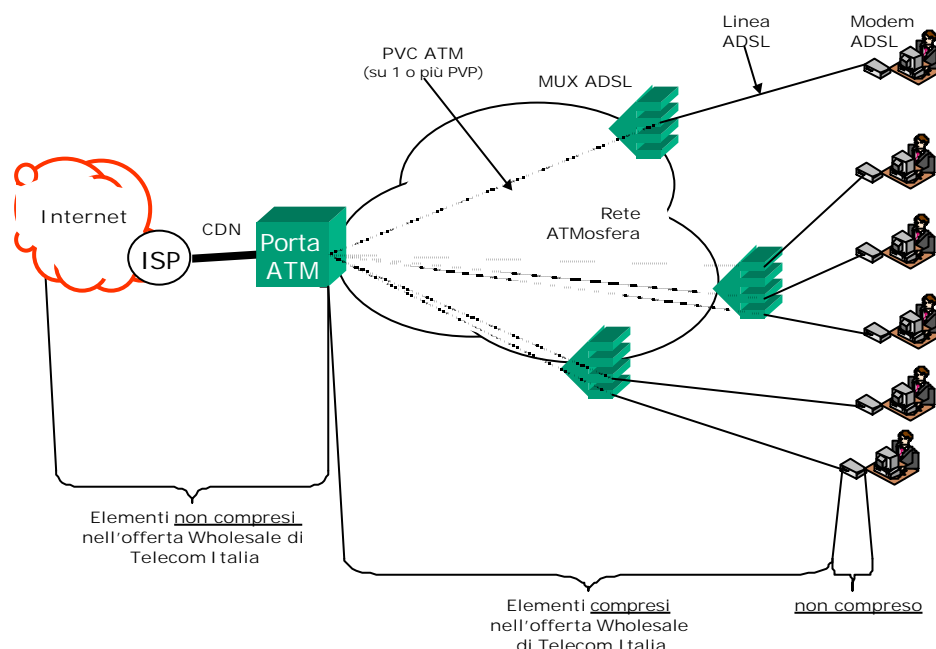 Linea
ADSL
Modem
ADSL
PVC ATM
(su 1 o più PVP)
MUX ADSL
Internet
CDN
ISP
Porta
ATM
Rete
ATMosfera
Elementi non compresi
nell'offerta Wholesale di
Telecom Italia
Elementi compresi
nell'offerta Wholesale
di Telecom Italia
non compreso